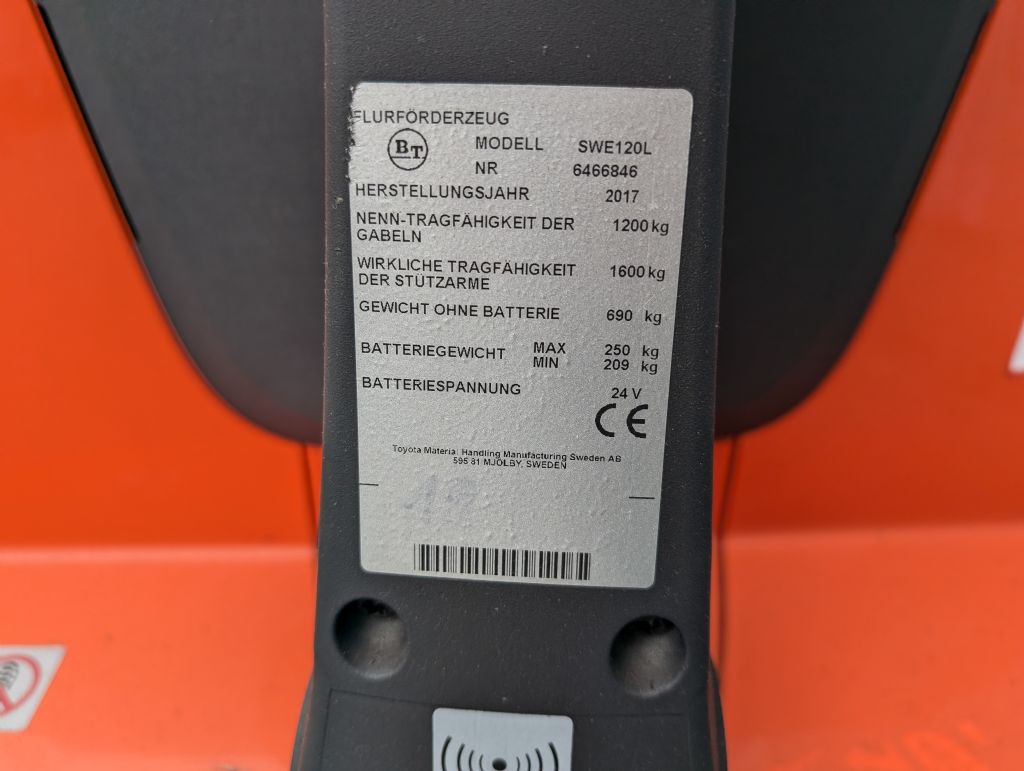 FLURFÖRDERZEUG
BT MODELL SWE120L
NR 6466846
HERSTELLUNGSJAHR 2017
NENN-TRAGFÄHIGKEIT DER 1200 kg
GABELN
WIRKLICHE TRAGFÄHIGKEIT 1600 kg
DER STÜTZARME
GEWICHT OHNE BATTERIE 690 kg
BATTERIEGEWICHT MAX 250 kg
MIN 209 kg
BATTERIESPANNUNG 24 V
CE
Toyota Material Handling Manufacturing Sweden AB
595 81 MJÖLBY, SWEDEN